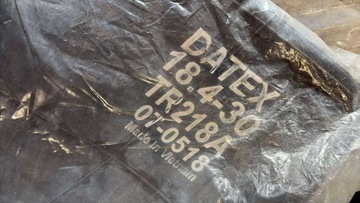 DATEX
18.4-30
TR218A
07-0518
Made in Vietnam